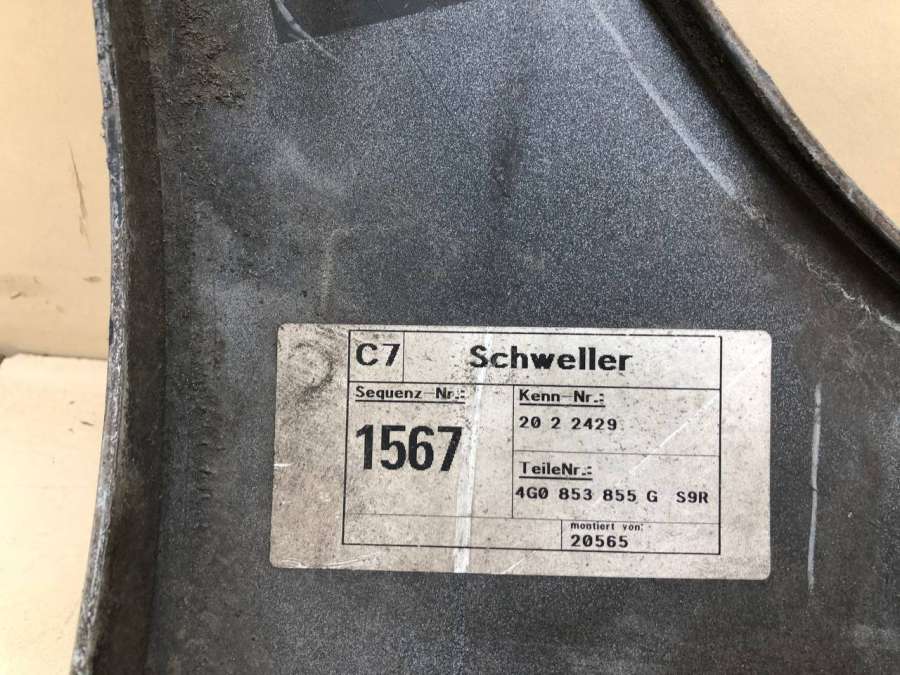 C7 Schweller
Sequenz-Nr.:
1567
Kenn-Nr.:
20 2 2429
TeileNr.:
4G0 853 855 G S9R
montiert von:
20565